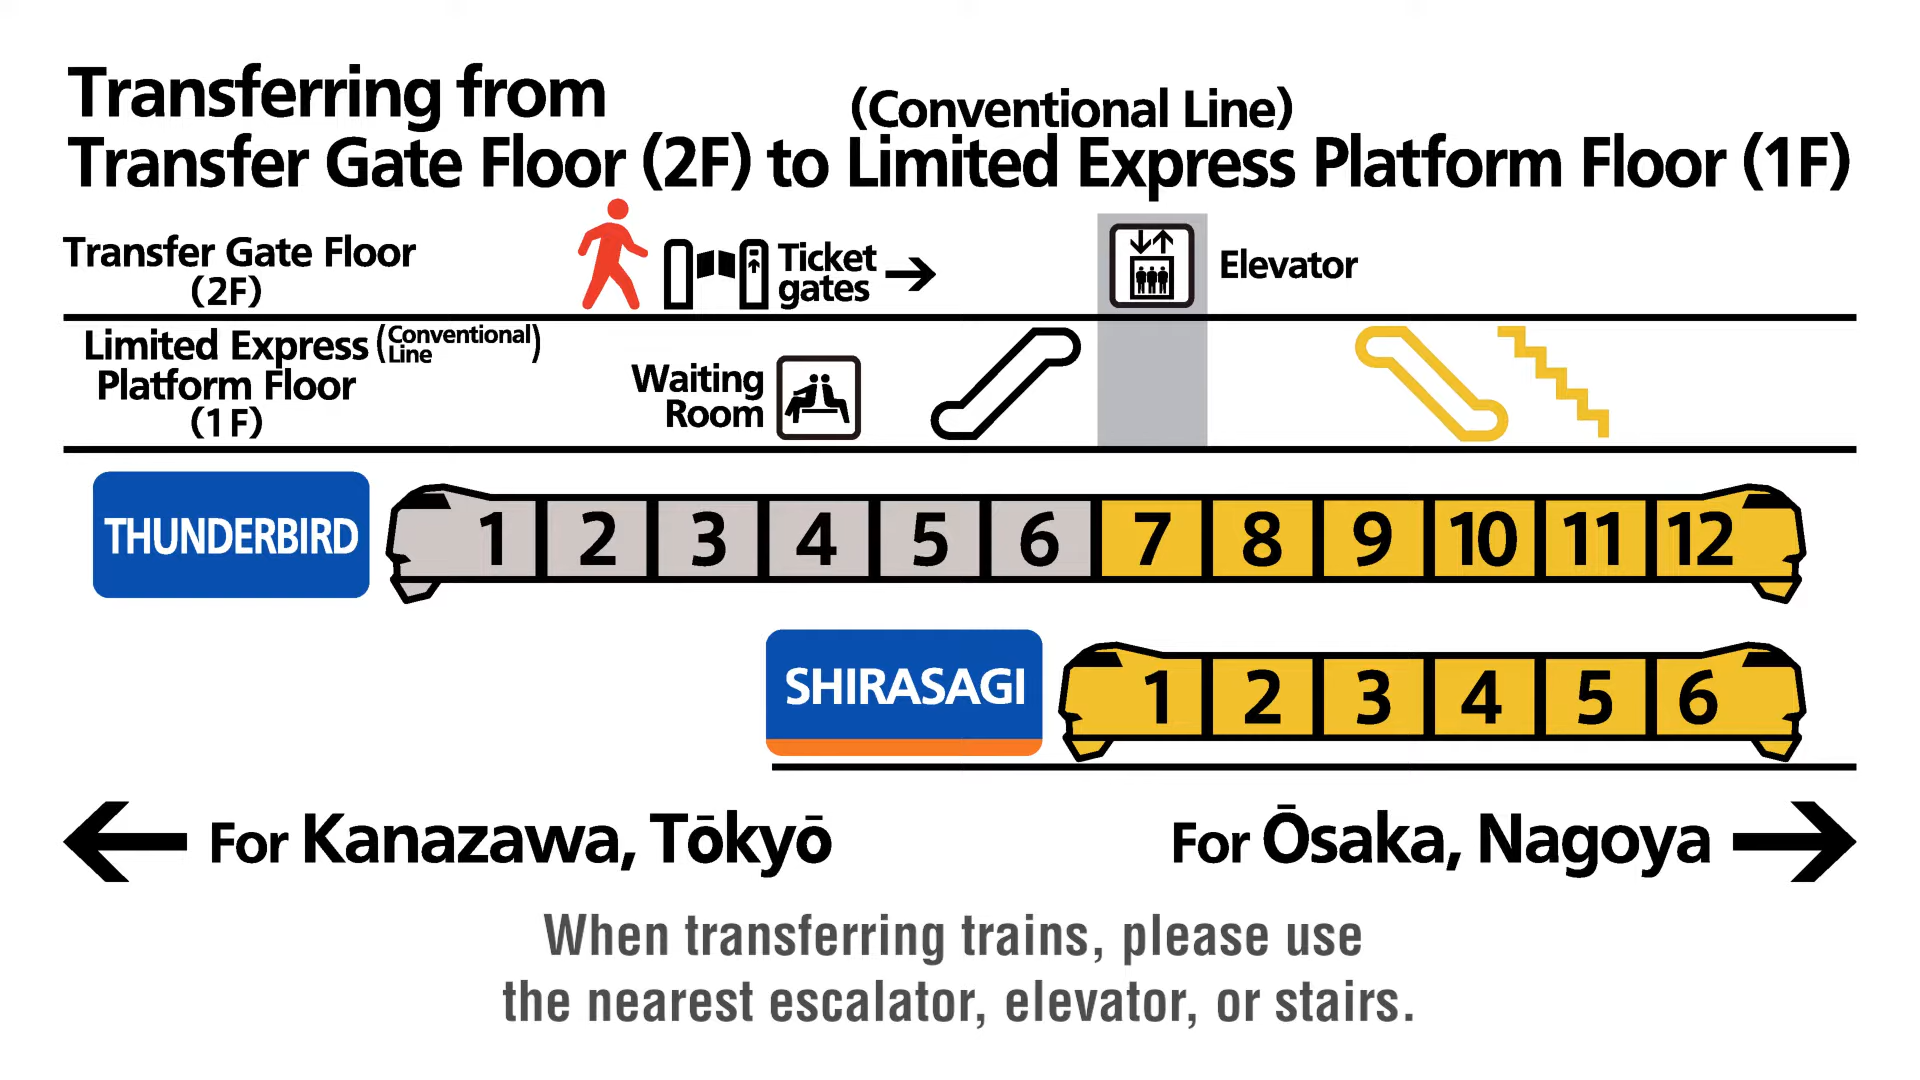 Transferring from
(Conventional Line)
Transfer Gate Floor (2F) to Limited Express Platform Floor (1F)
Transfer Gate Floor
(2F)
Ticket
gates
Elevator
Limited Express (Conventional
Line)
Platform Floor
(1F)
Waiting
Room
THUNDERBIRD
1 2 3 4 5 6 7 8 9 10 11 12
SHIRASAGI
1 2 3 4 5 6
For Kanazawa, Tōkyō
For Ōsaka, Nagoya
When transferring trains, please use
the nearest escalator, elevator, or stairs.